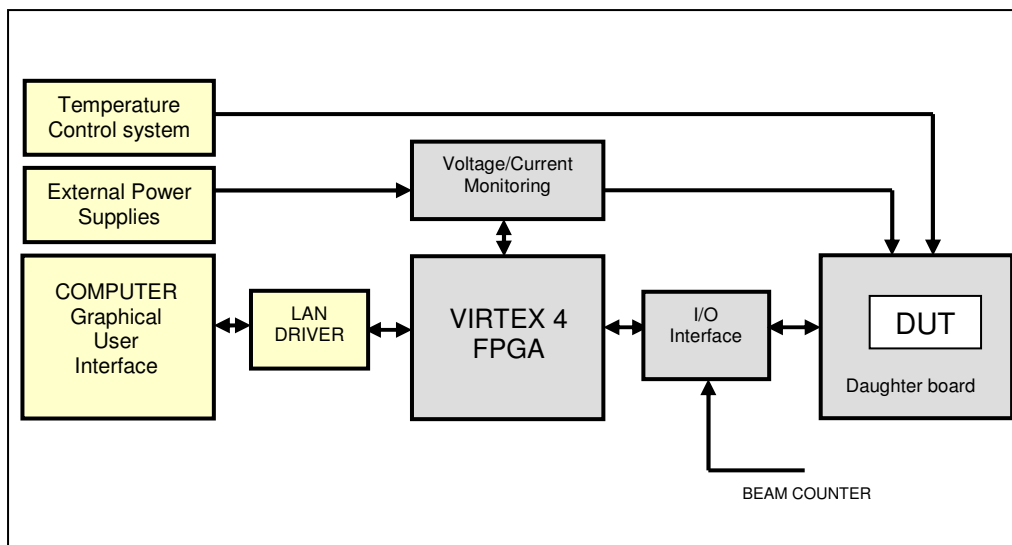 Temperature
Control system
External Power
Supplies
Voltage/Current
Monitoring
COMPUTER
Graphical
User
Interface
LAN
DRIVER
VIRTEX 4
FPGA
I/O
Interface
DUT
Daughter board
BEAM COUNTER